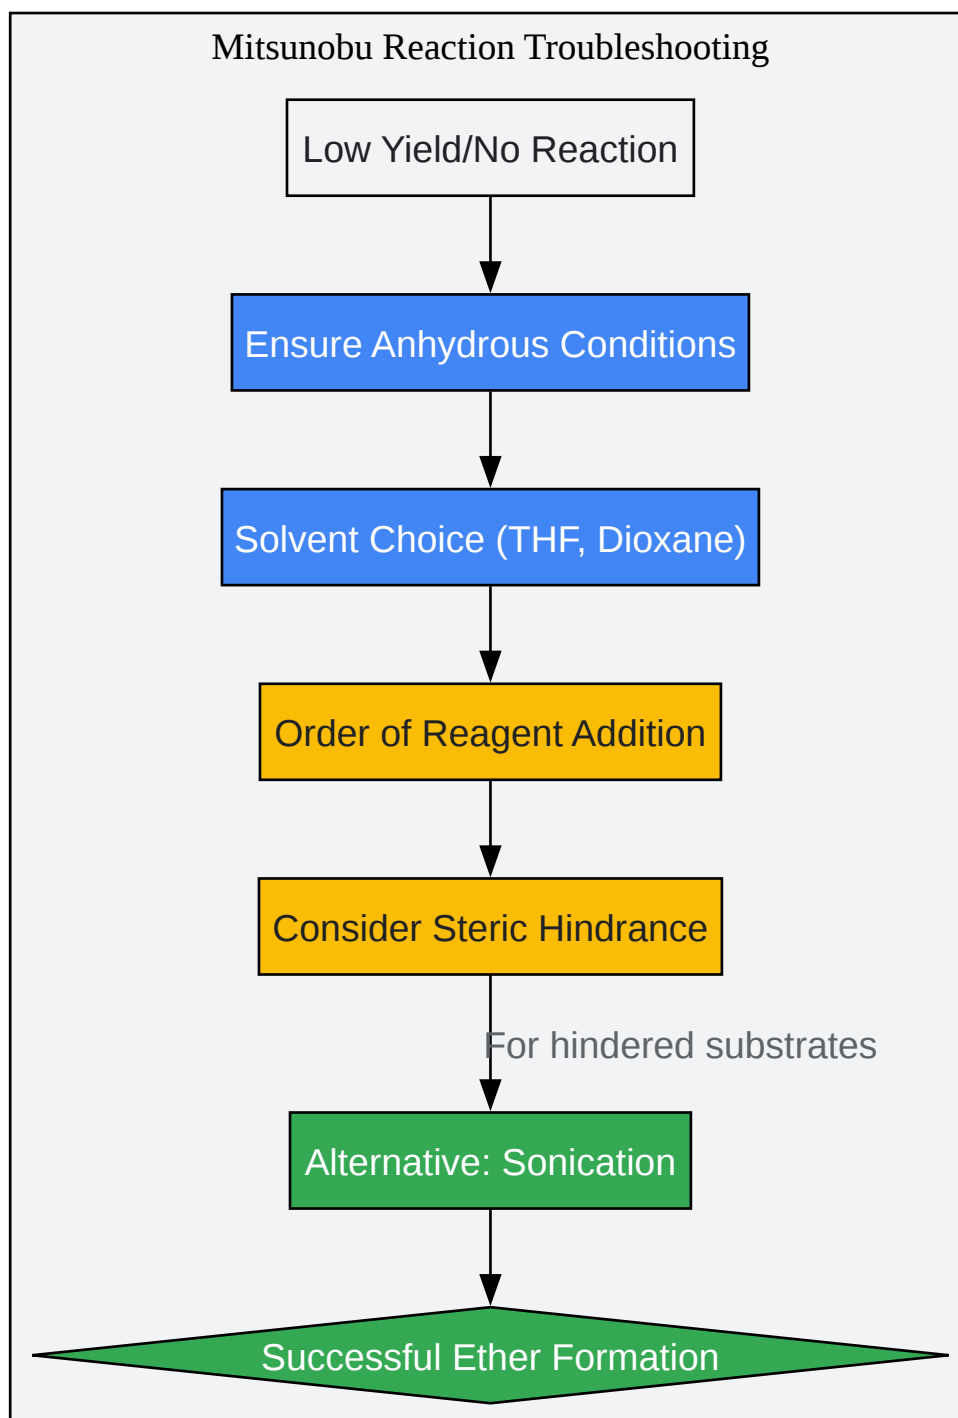 Mitsunobu Reaction Troubleshooting
Low Yield/No Reaction
Ensure Anhydrous Conditions
Solvent Choice (THF, Dioxane)
Order of Reagent Addition
Consider Steric Hindrance
For hindered substrates
Alternative: Sonication
Successful Ether Formation